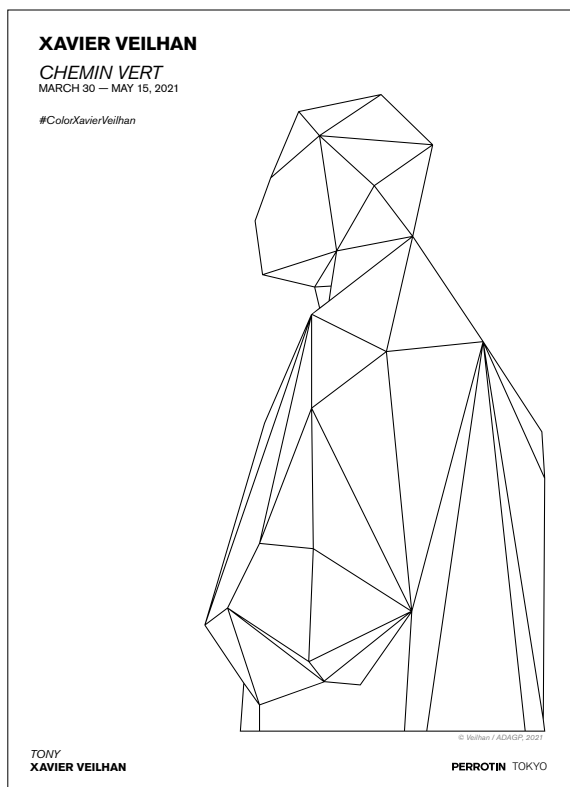 XAVIER VEILHAN
CHEMIN VERT
MARCH 30 — MAY 15, 2021
#ColorXavierVeilhan
© Veilhan / ADAGP, 2021
TONY
XAVIER VEILHAN
PERROTIN TOKYO